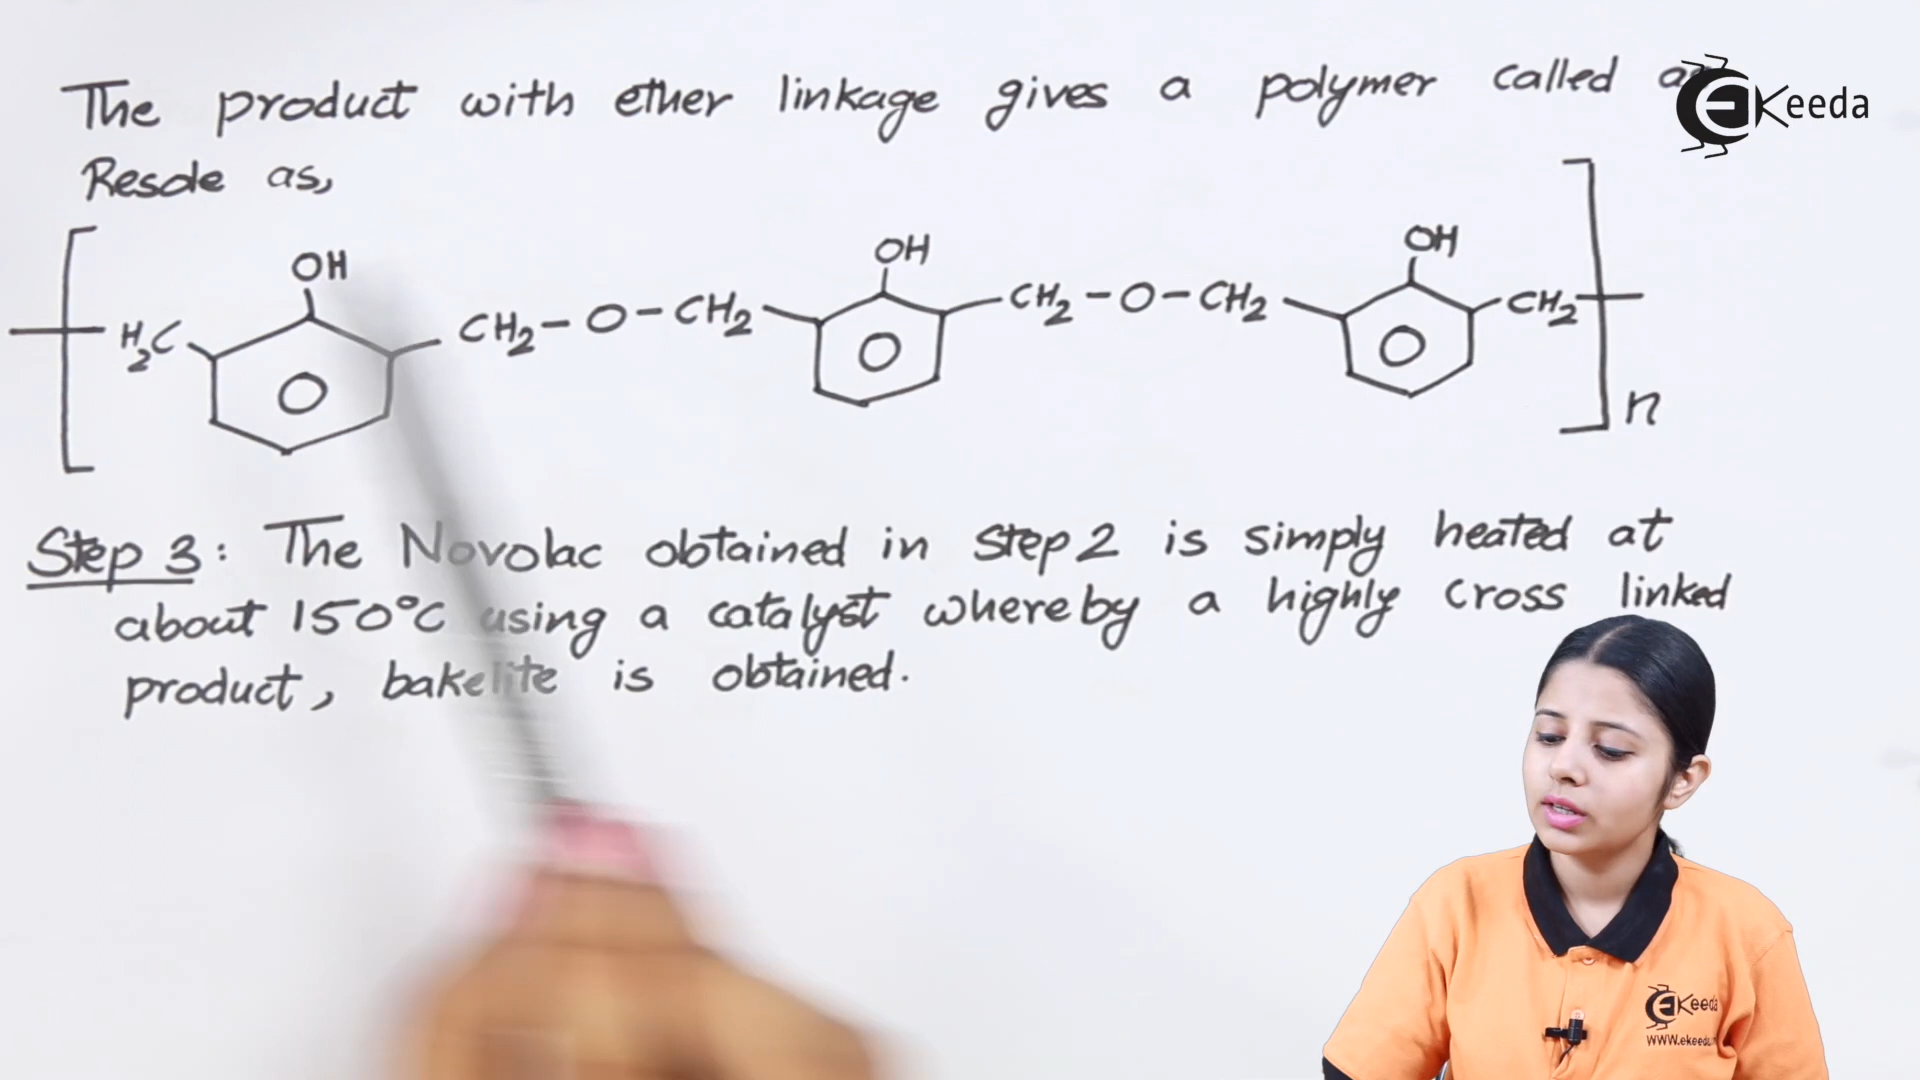 The product with ether linkage gives a polymer called as
Resole as,
OH OH OH
H2C CH2-O-CH2 CH2-O-CH2 CH2
n
Step 3: The Novolac obtained in Step 2 is simply heated at
about 150°C using a catalyst whereby a highly cross linked
product, bakelite is obtained.
EKeeda
EKeeda